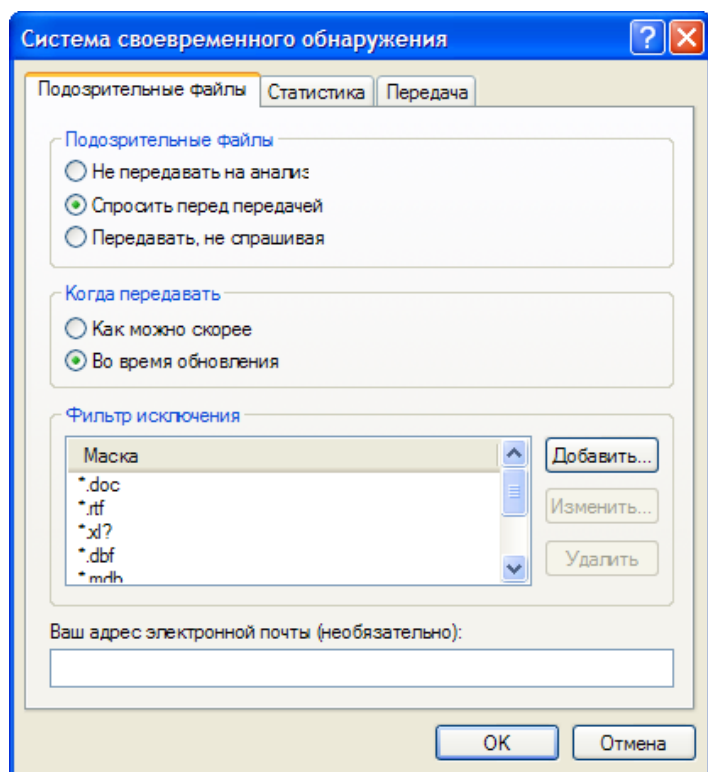 Система своевременного обнаружения
Подозрительные файлы Статистика Передача
Подозрительные файлы
Не передавать на анализ
Спросить перед передачей
Передавать, не спрашивая
Когда передавать
Как можно скорее
Во время обновления
Фильтр исключения
Маска
*.doc
*.rtf
*.xl?
*.dbf
*.mdb
Добавить...
Изменить...
Удалить
Ваш адрес электронной почты (необязательно):
OK Отмена